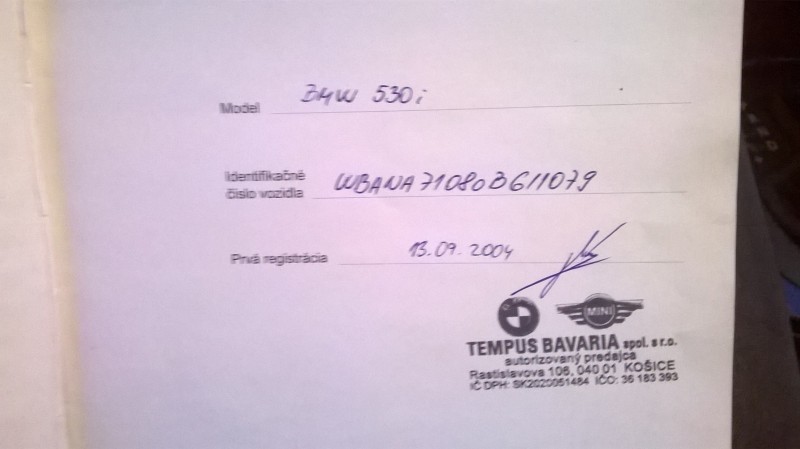 Model BMW 530i
Identifikačné
číslo vozidla WBANA71080B611079
Prvá registrácia 13.09.2004
MINI
TEMPUS BAVARIA spol. s r.o.
autorizovaný predajca
Rastislavova 106, 040 01 KOŠICE
IČ DPH: SK2020051484 IČO: 36 183 393